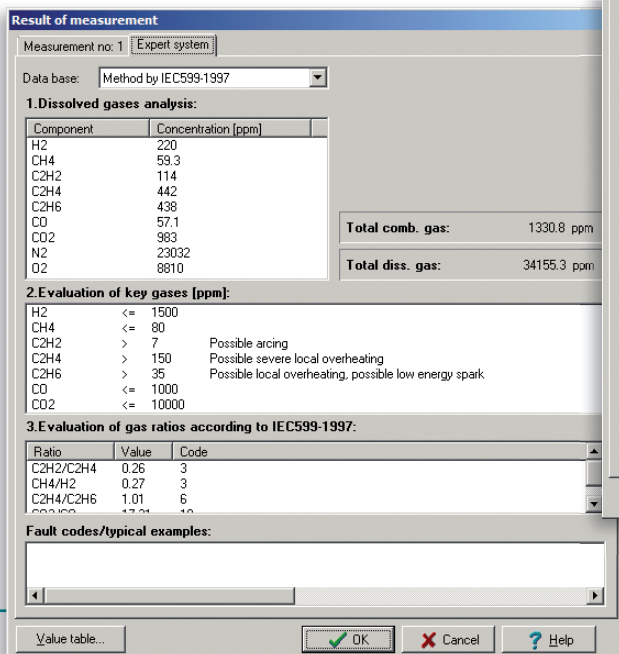 Result of measurement
Measurement no: 1 Expert system
Data base: Method by IEC599-1997
1.Dissolved gases analysis:
Component Concentration [ppm]
H2 220
CH4 59.3
C2H2 114
C2H4 442
C2H6 438
CO 57.1
CO2 983
N2 23032
O2 8810
Total comb. gas: 1330.8 ppm
Total diss. gas: 34155.3 ppm
2.Evaluation of key gases [ppm]:
H2 <= 1500
CH4 <= 80
C2H2 > 7 Possible arcing
C2H4 > 150 Possible severe local overheating
C2H6 > 35 Possible local overheating, possible low energy spark
CO <= 1000
CO2 <= 10000
3.Evaluation of gas ratios according to IEC599-1997:
Ratio Value Code
C2H2/C2H4 0.26 3
CH4/H2 0.27 3
C2H4/C2H6 1.01 6
Fault codes/typical examples:
Value table... OK Cancel Help